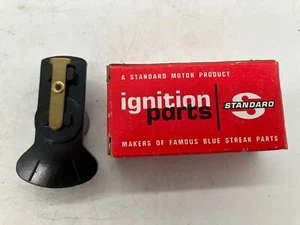 A STANDARD MOTOR PRODUCT
ignition
parts
S
STANDARD
MAKERS OF FAMOUS BLUE STREAK PARTS